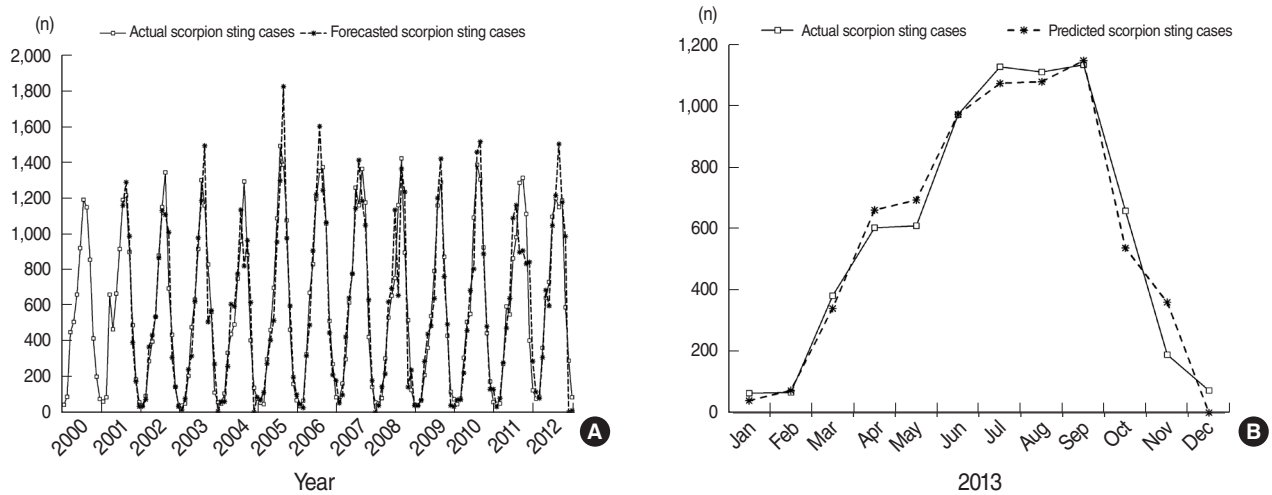 (n)
Actual scorpion sting cases
Forecasted scorpion sting cases
2,000
1,800
1,600
1,400
1,200
1,000
800
600
400
200
0
2000
2001
2002
2003
2004
2005
2006
2007
2008
2009
2010
2011
2012
Year
A
(n)
Actual scorpion sting cases
Predicted scorpion sting cases
1,200
1,000
800
600
400
200
0
Jan
Feb
Mar
Apr
May
Jun
Jul
Aug
Sep
Oct
Nov
Dec
2013
B